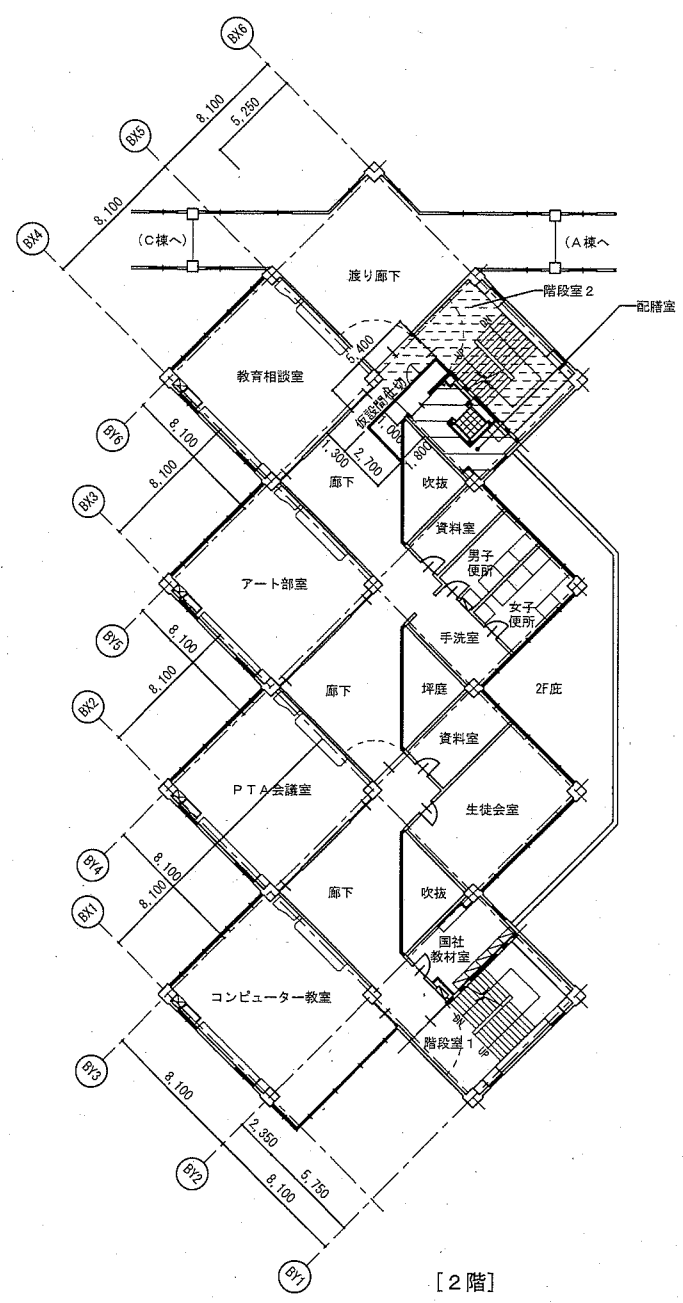 BX6
8,100
5,250
BX5
8,100
BX4
(C棟へ)
(A棟へ
渡り廊下
階段室2
配膳室
DN
UP
5,400
教育相談室
仮設間仕切
1,000
1,800
2,700
1,300
BY6
8,100
8,100
廊下
吹抜
BX3
資料室
男子
便所
アート部室
女子
便所
BY5
8,100
8,100
手洗室
廊下
坪庭
2F庇
BX2
資料室
PTA会議室
生徒会室
BY4
8,100
8,100
廊下
吹抜
BX1
国社
教材室
コンピューター教室
DN
階段室1
UP
BY3
8,100
2,350
5,750
8,100
BY2
BY1
[2階]